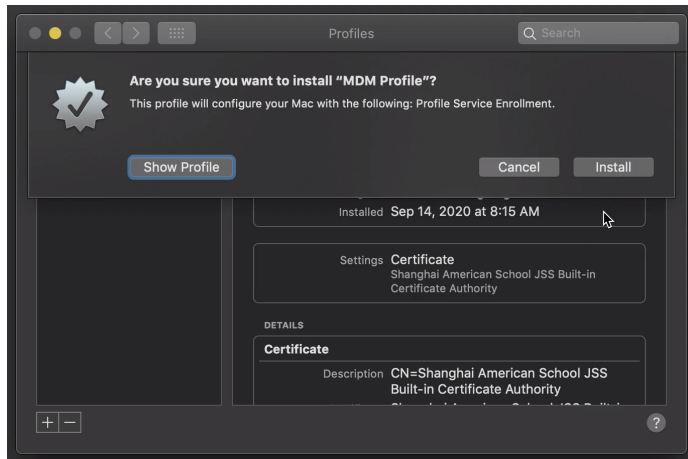 Profiles
Search
Are you sure you want to install “MDM Profile”?
This profile will configure your Mac with the following: Profile Service Enrollment.
Show Profile
Cancel
Install
Installed Sep 14, 2020 at 8:15 AM
Settings Certificate
Shanghai American School JSS Built-in
Certificate Authority
DETAILS
Certificate
Description CN=Shanghai American School JSS
Built-in Certificate Authority
+ −
?